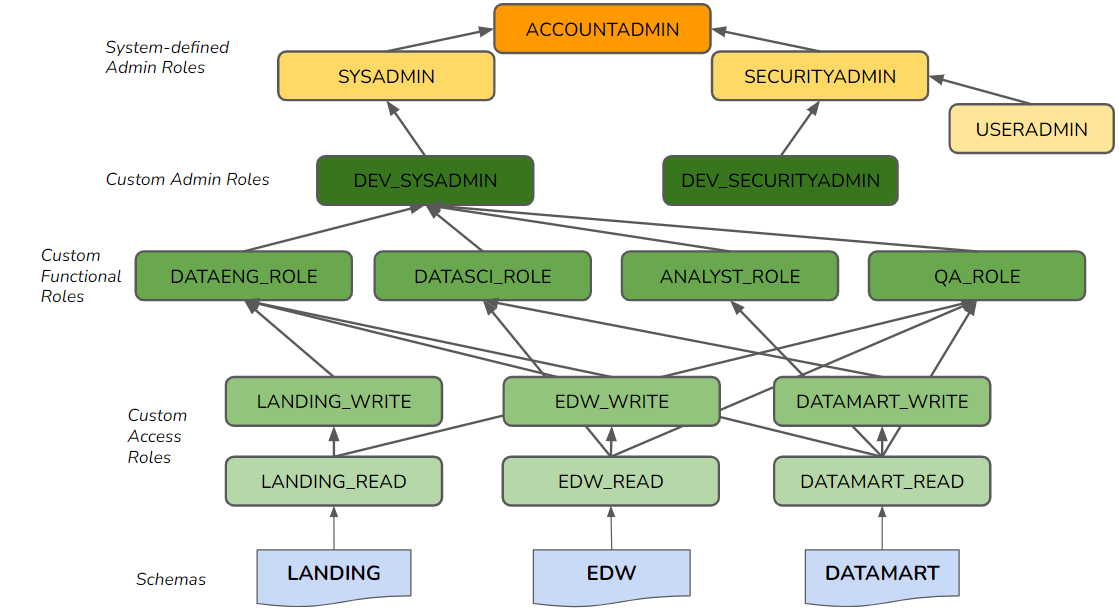 ACCOUNTADMIN
System-defined
Admin Roles
SYSADMIN
SECURITYADMIN
USERADMIN
Custom Admin Roles
DEV_SYSADMIN
DEV_SECURITYADMIN
Custom
Functional
Roles
DATAENG_ROLE
DATASCI_ROLE
ANALYST_ROLE
QA_ROLE
Custom
Access
Roles
LANDING_WRITE
EDW_WRITE
DATAMART_WRITE
LANDING_READ
EDW_READ
DATAMART_READ
Schemas
LANDING
EDW
DATAMART